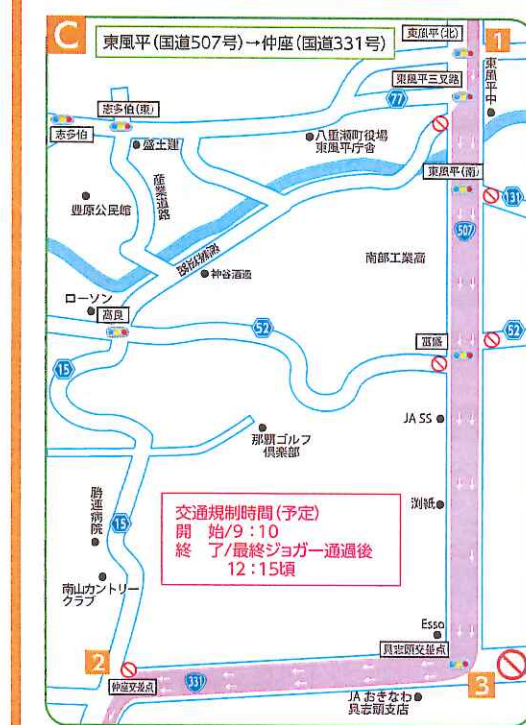 C
東風平(国道507号)→仲座(国道331号)
東風平(北)
1
東風平中
東風平三叉路
77
志多伯(東)
志多伯
盛土建
八重瀬町役場
東風平庁舎
東風平(南)
131
産業道路
豊原公民館
507
南部工業高
神谷酒造
ローソン
高良
52
富盛
52
15
JA SS
那覇ゴルフ
倶楽部
勝連病院
15
渕紙
交通規制時間(予定)
開 始/9:10
終 了/最終ジョガー通過後
12:15頃
南山カントリー
クラブ
Esso
具志頭交差点
2
仲座交差点
331
3
JA おきなわ
具志頭支店